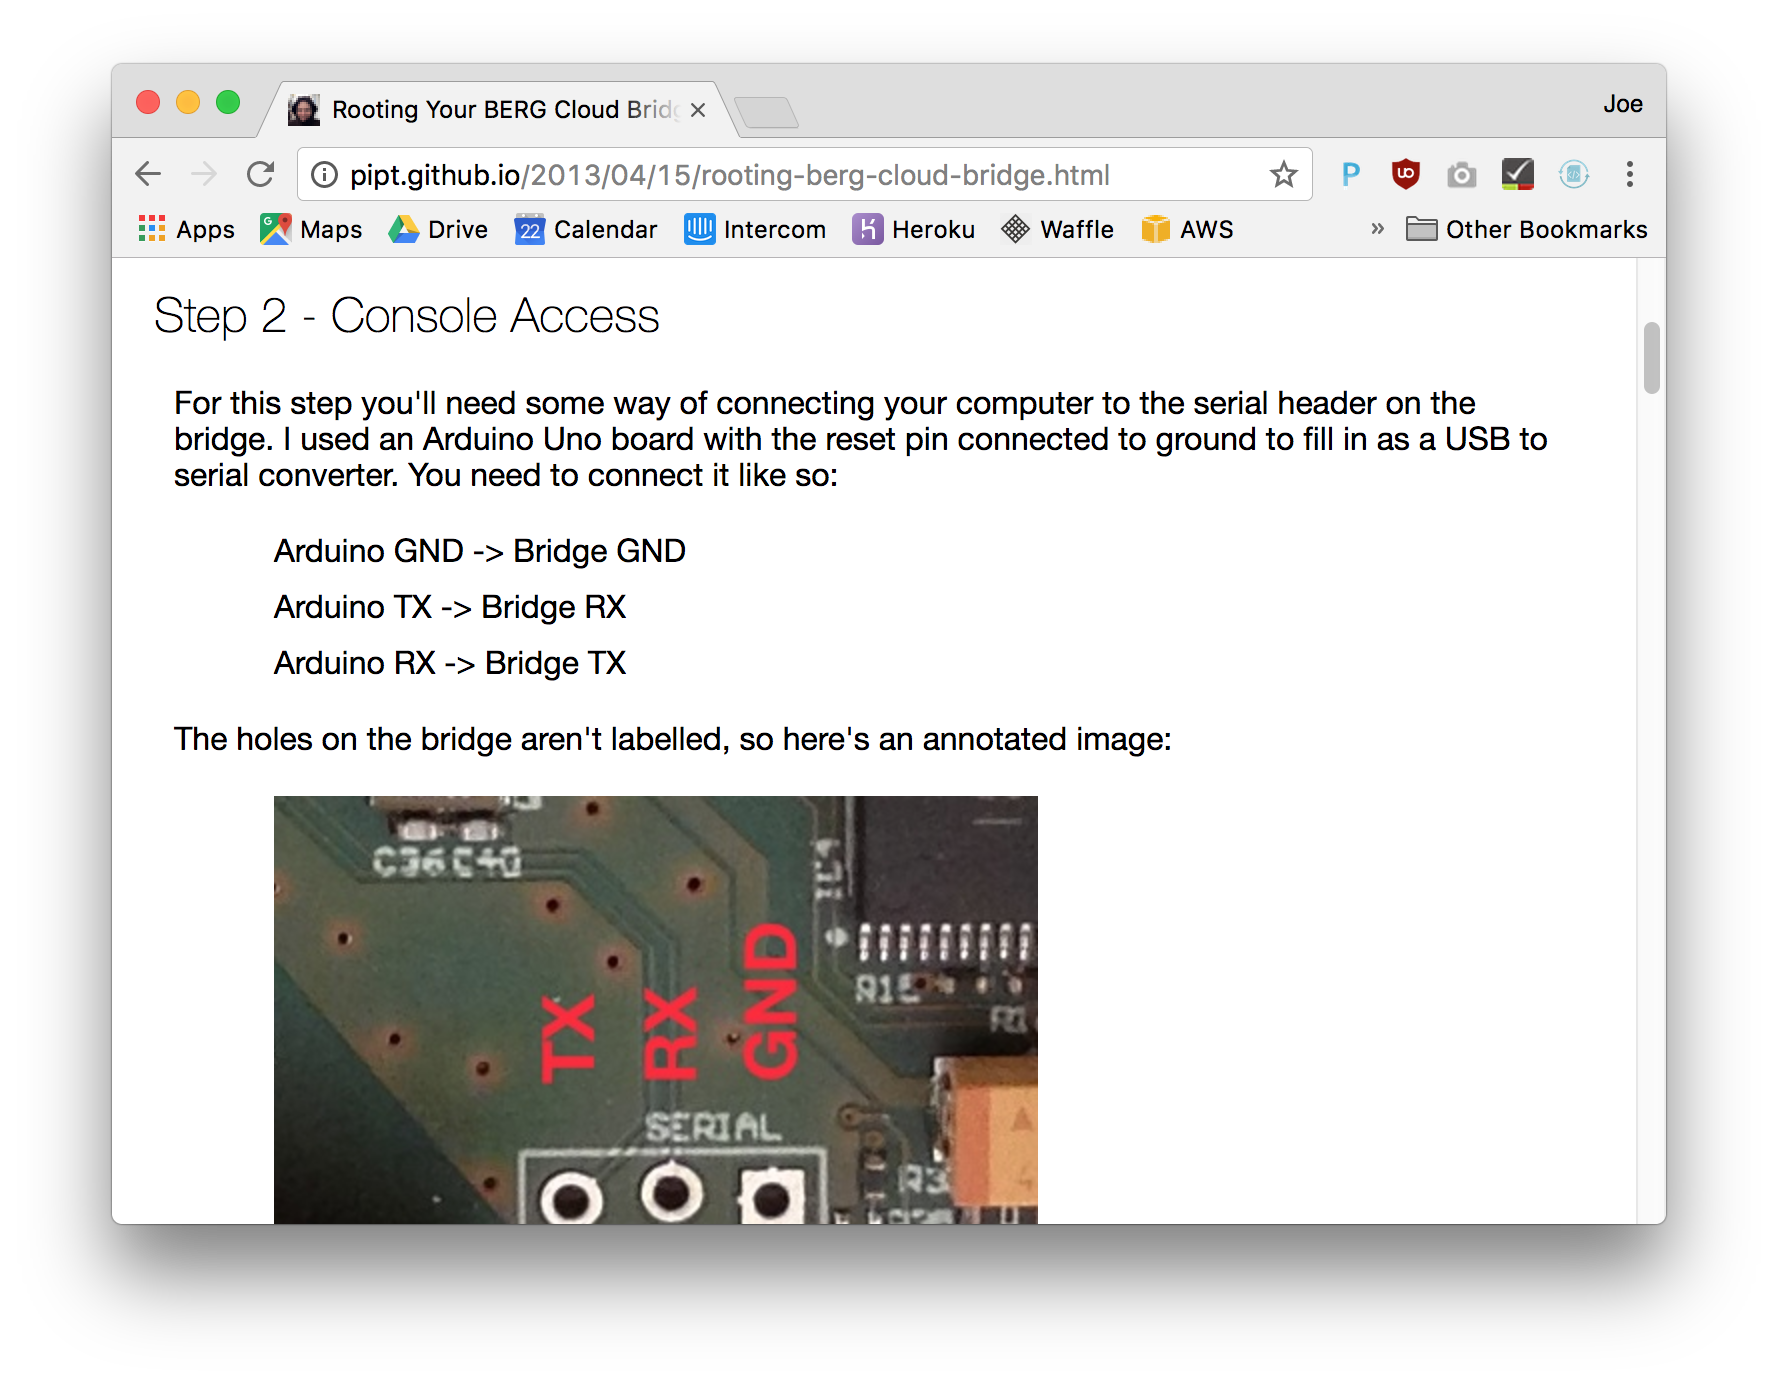 Rooting Your BERG Cloud Bridg
Joe
pipt.github.io/2013/04/15/rooting-berg-cloud-bridge.html
P
Apps
Maps
Drive
22
Calendar
Intercom
Heroku
Waffle
AWS
»
Other Bookmarks
Step 2 - Console Access
For this step you'll need some way of connecting your computer to the serial header on the
bridge. I used an Arduino Uno board with the reset pin connected to ground to fill in as a USB to
serial converter. You need to connect it like so:
Arduino GND -> Bridge GND
Arduino TX -> Bridge RX
Arduino RX -> Bridge TX
The holes on the bridge aren't labelled, so here's an annotated image:
C36 C40
TX
RX
GND
SERIAL
R3